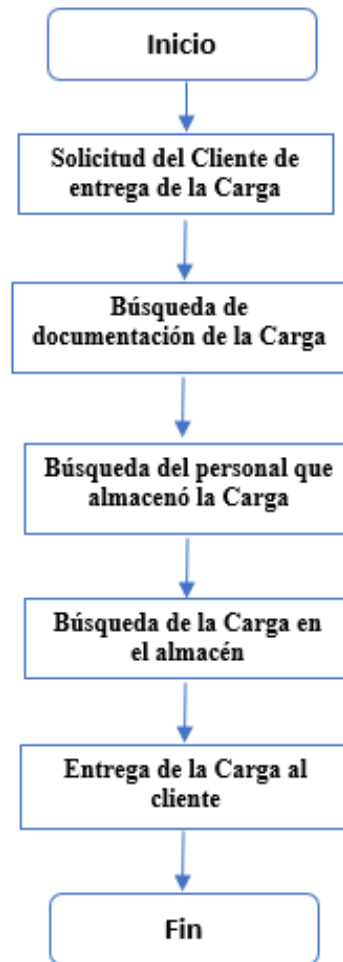 Inicio
Solicitud del Cliente de
entrega de la Carga
Búsqueda de
documentación de la Carga
Búsqueda del personal que
almacenó la Carga
Búsqueda de la Carga en
el almacén
Entrega de la Carga al
cliente
Fin